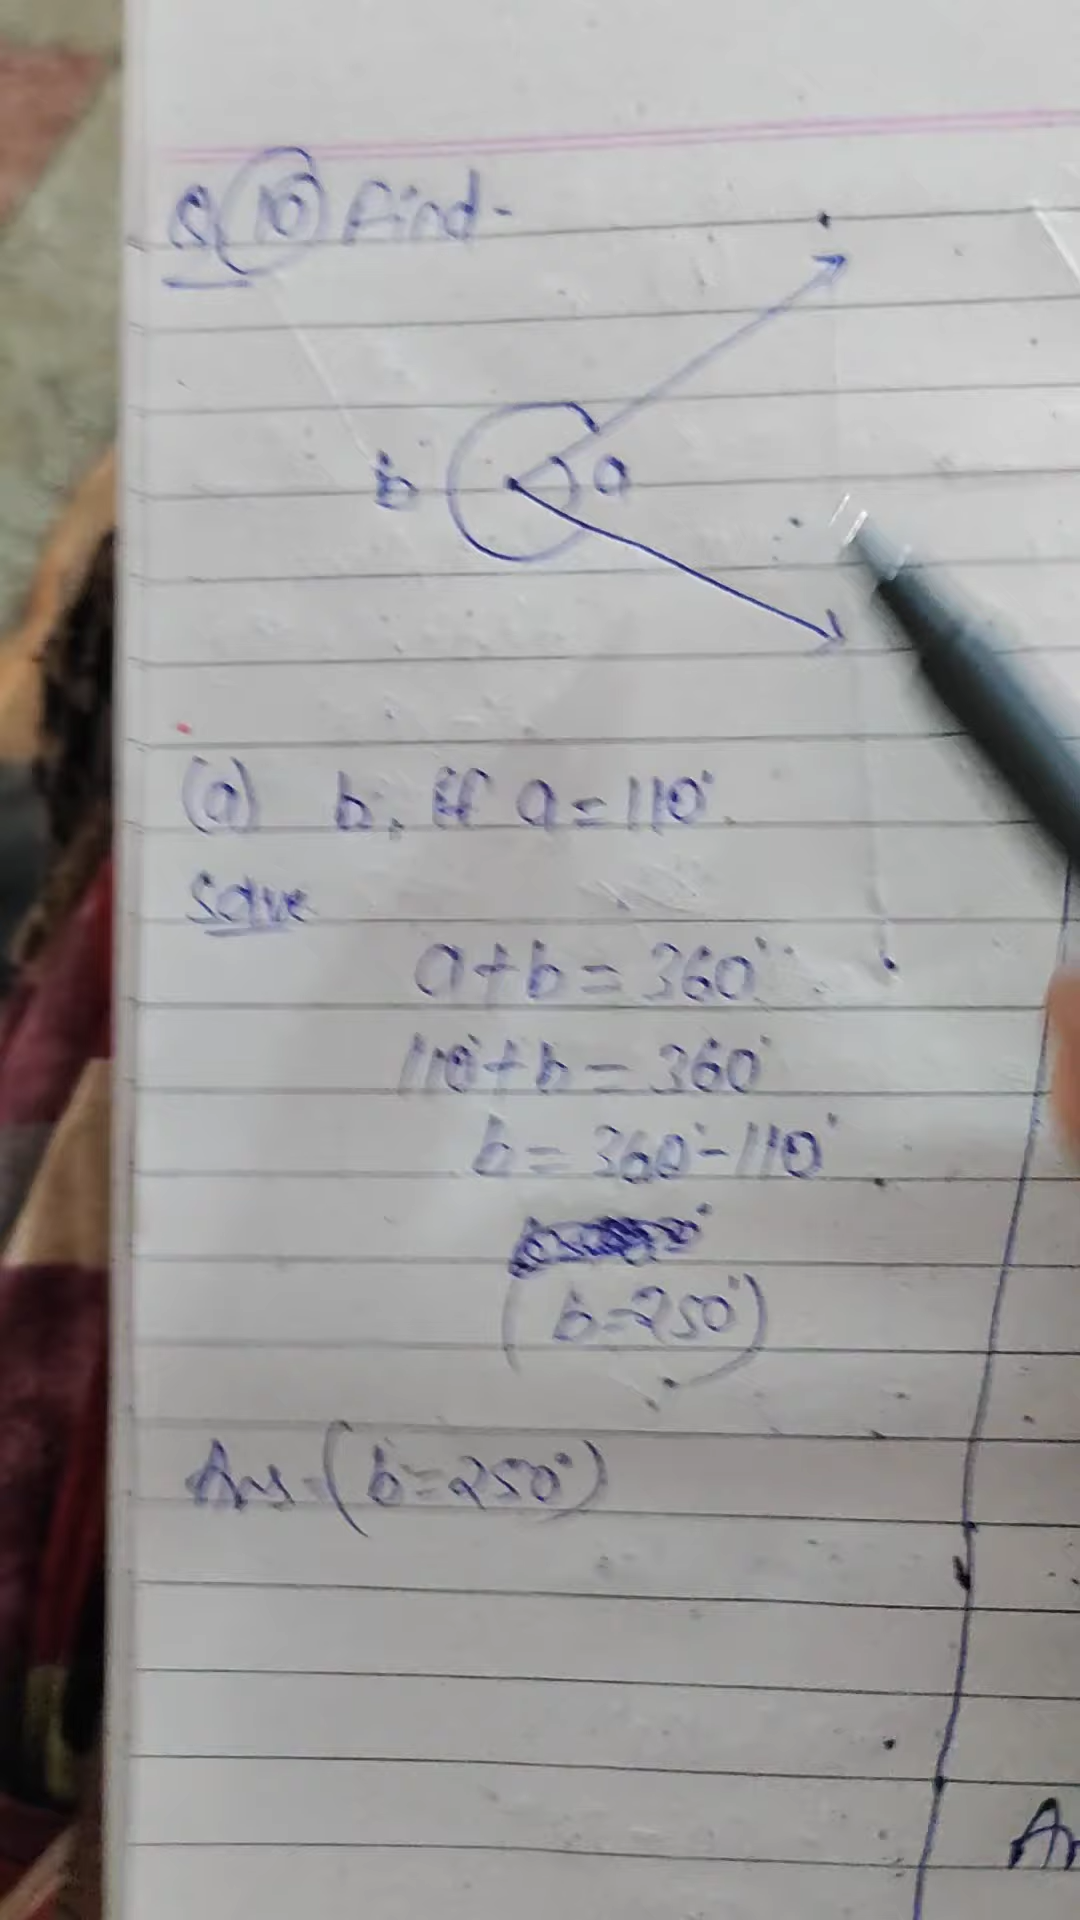 Q. 10 Find-
b
a
(a) b, if a = 110°.
Solve
a+b = 360°
110°+b = 360°
b = 360°-110°
(b=250°)
Ans-(b=250°)